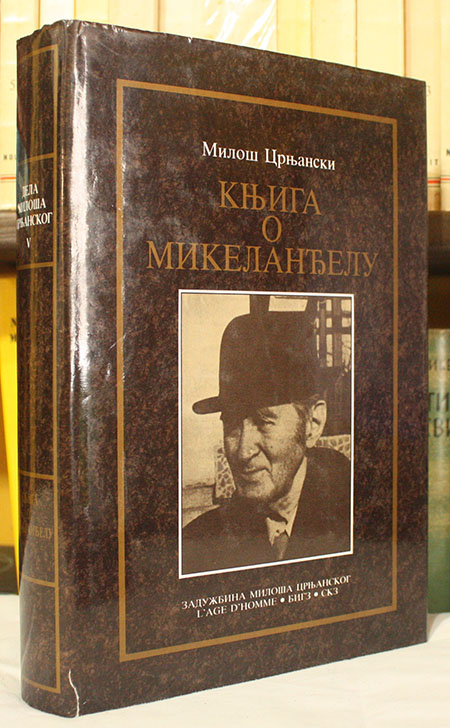 Милош Црњански
КЊИГА
О
МИКЕЛАНЂЕЛУ
ЗАДУЖБИНА МИЛОША ЦРЊАНСКОГ
L'AGE D'HOMME • БИГЗ • СКЗ
ДЕЛА
МИЛОША
ЦРЊАНСКОГ
V